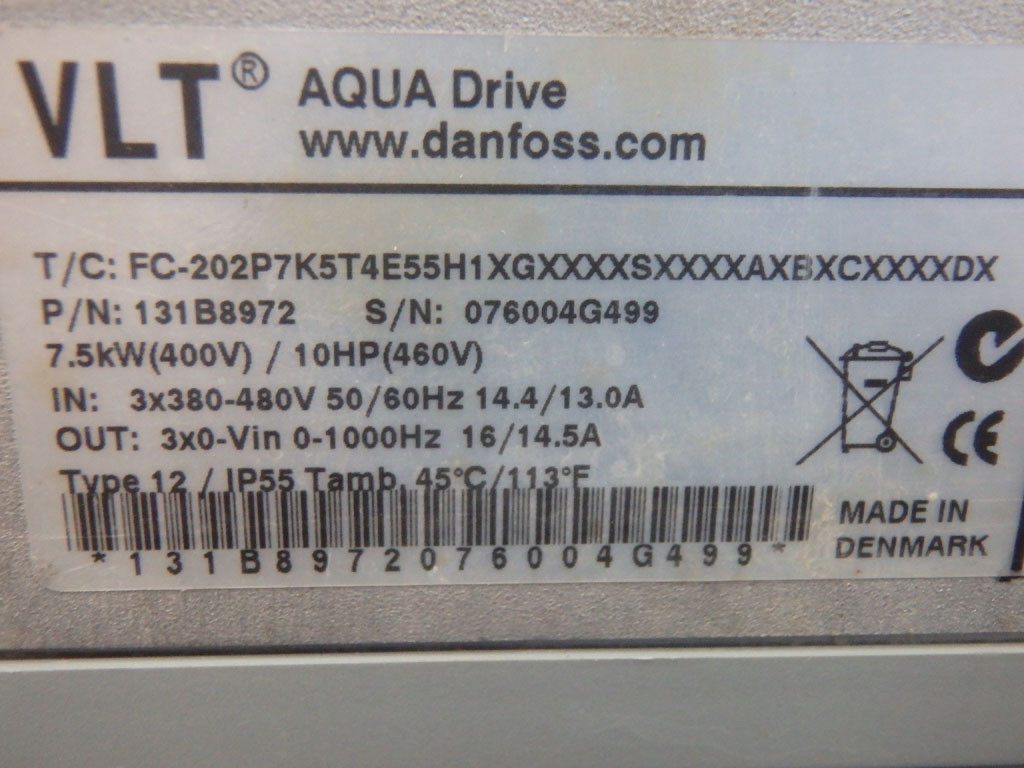 VLT® AQUA Drive
www.danfoss.com
T/C: FC-202P7K5T4E55H1XGXXXXSXXXXAXBXCXXXXDX
P/N: 131B8972 S/N: 076004G499
7.5kW(400V) / 10HP(460V)
IN: 3x380-480V 50/60Hz 14.4/13.0A
OUT: 3x0-Vin 0-1000Hz 16/14.5A
Type 12 / IP55 Tamb. 45°C/113°F
*131B8972076004G499*
CE
MADE IN
DENMARK